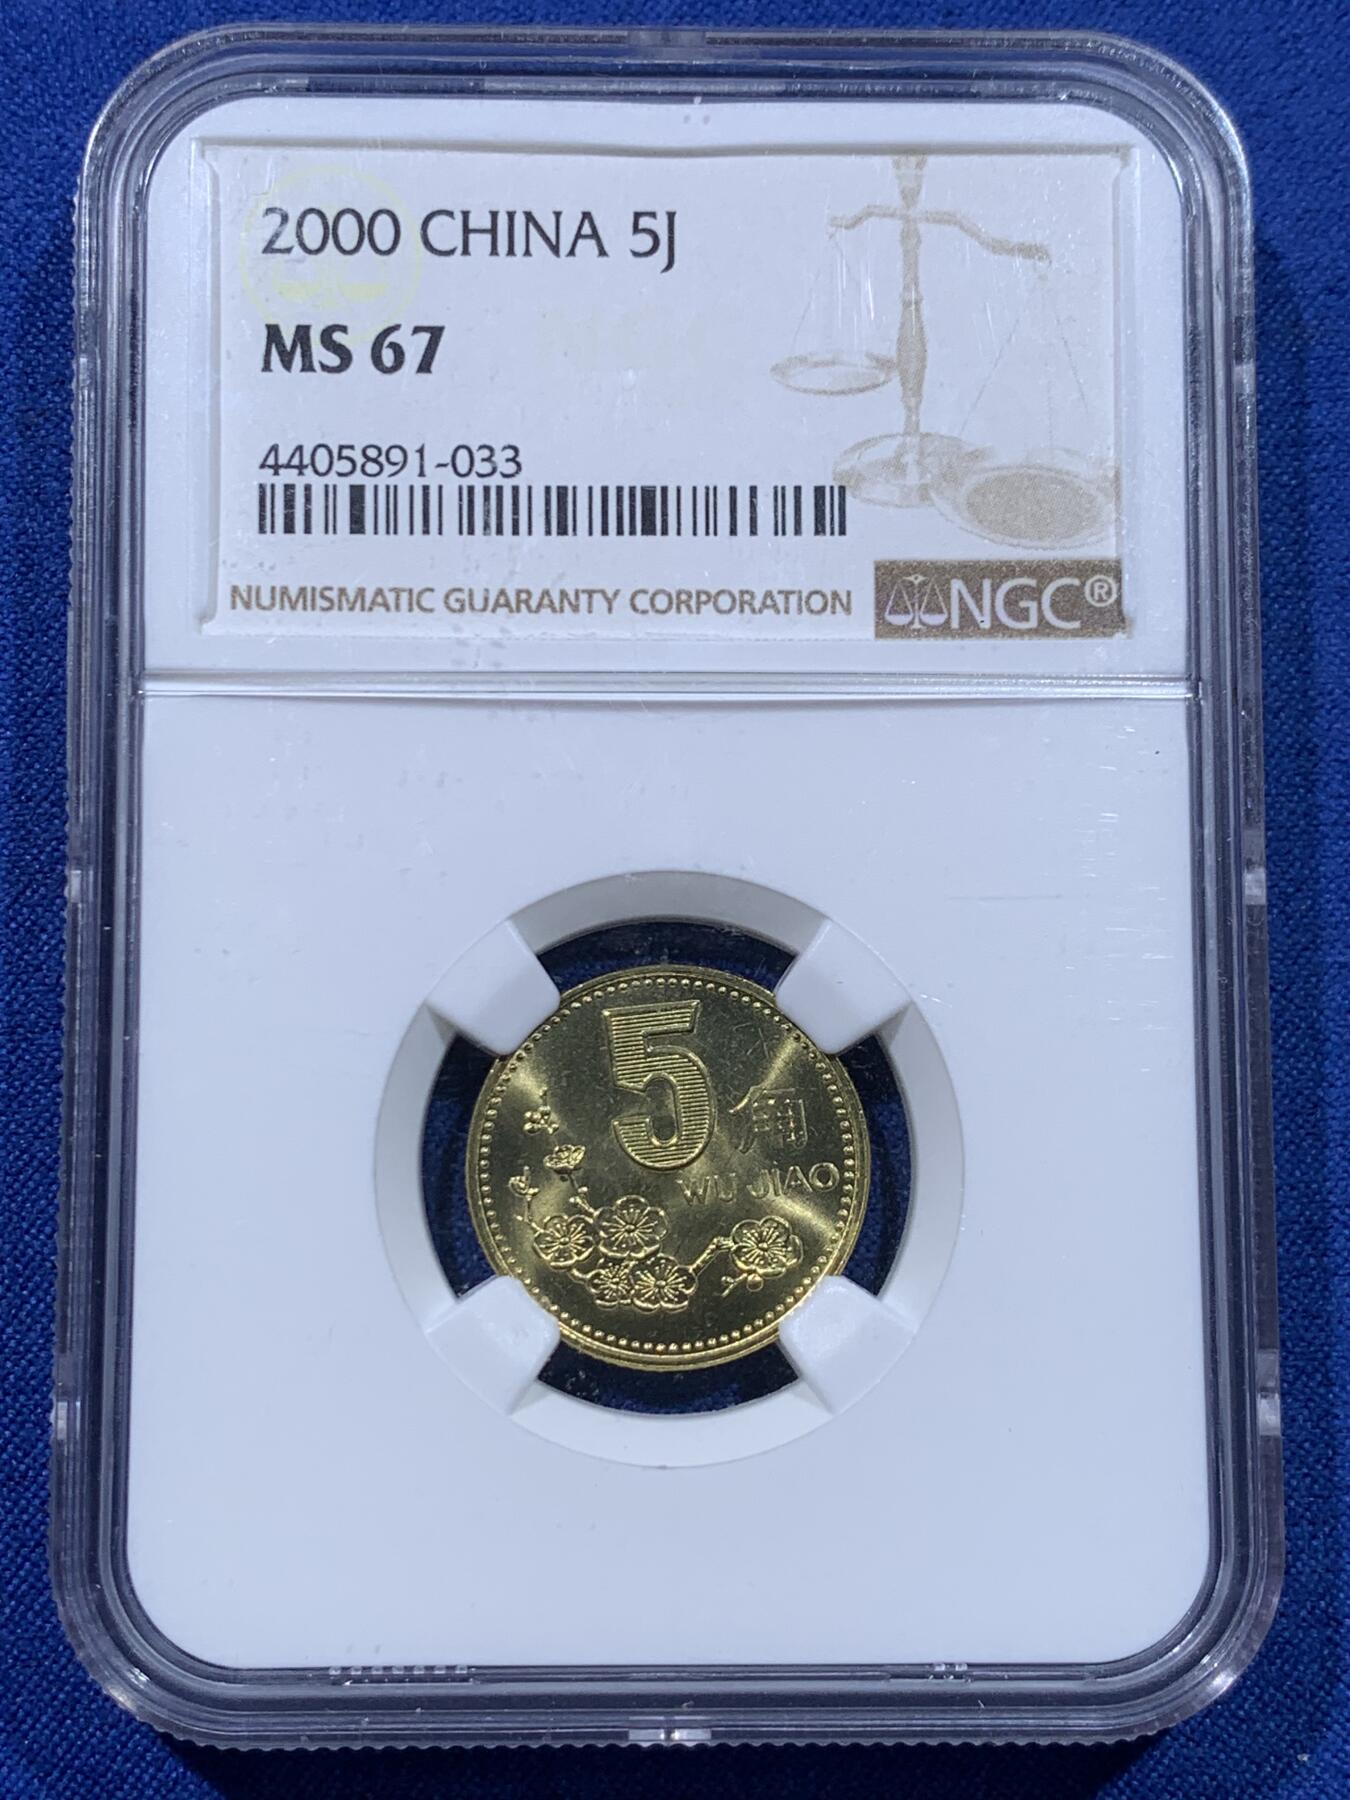 2000 CHINA 5J
MS 67
4405891-033
NUMISMATIC GUARANTY CORPORATION
NGC®
5
角
WU JIAO